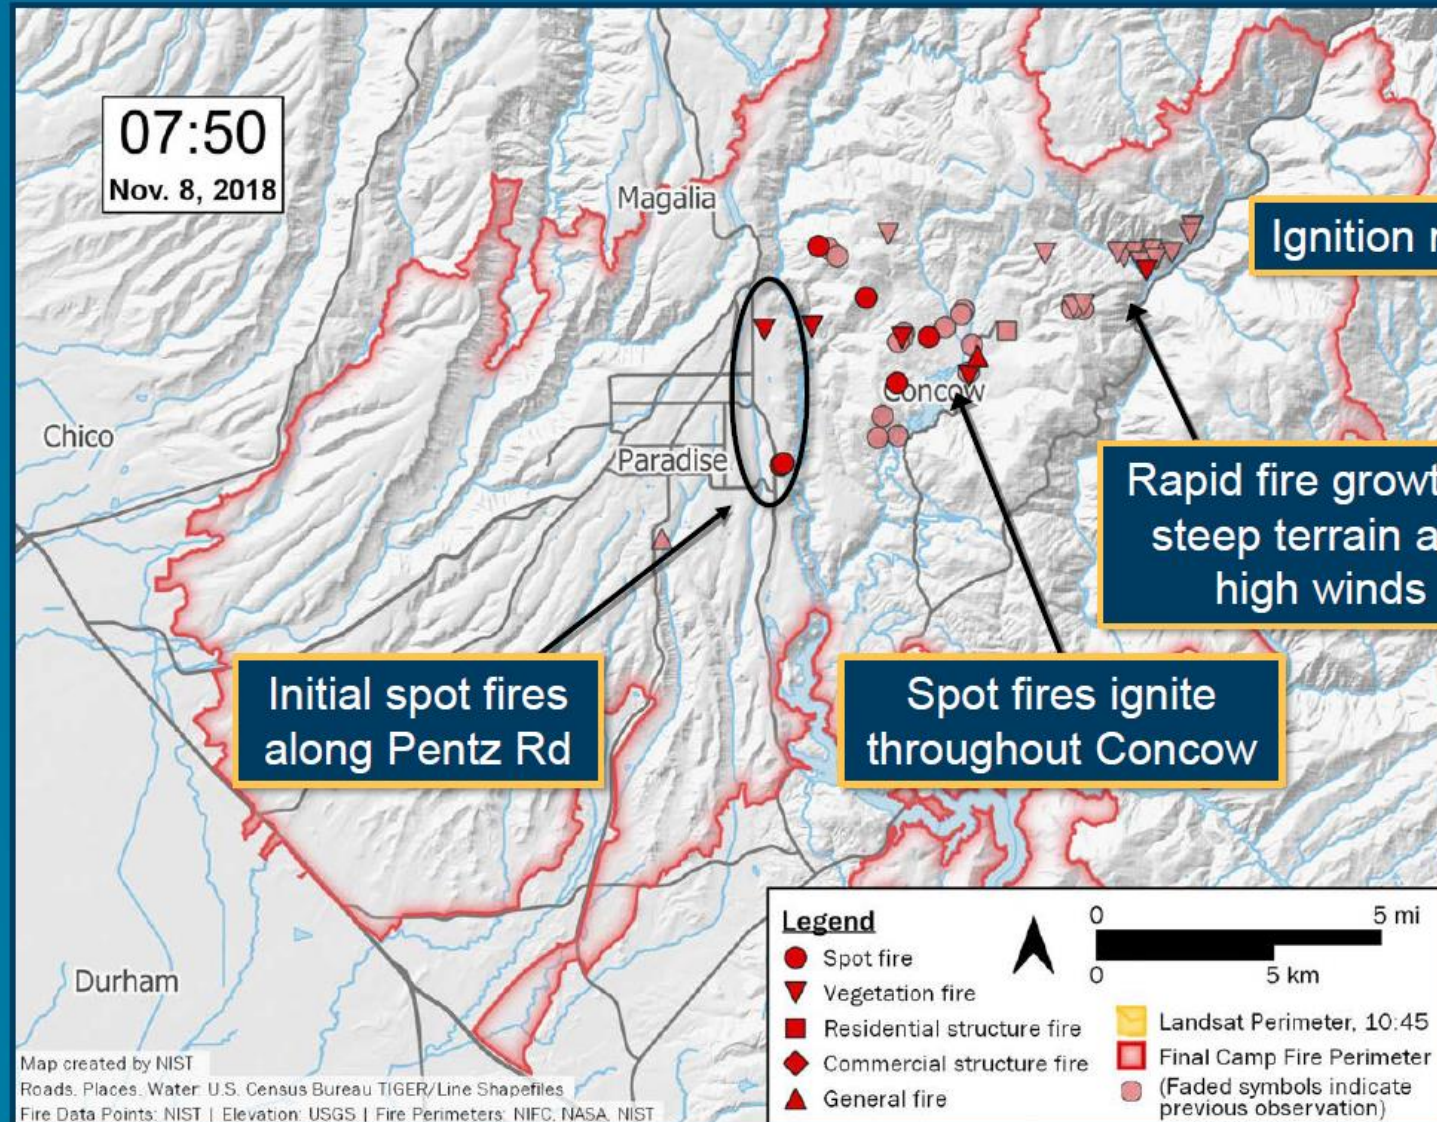 07:50
Nov. 8, 2018
Magalia
Ignition
Chico
Concow
Paradise
Rapid fire
steep terrain
high winds
Initial spot fires
along Pentz Rd
Spot fires ignite
throughout Concow
Durham
Legend
Spot fire
Vegetation fire
Residential structure fire
Commercial structure fire
General fire
0 5 mi
0 5 km
Landsat Perimeter, 10:45
Final Camp Fire Perimeter
(Faded symbols indicate
previous observation)
Map created by NIST
Roads, Places, Water: U.S. Census Bureau TIGER/Line Shapefiles
Fire Data Points: NIST | Elevation: USGS | Fire Perimeters: NIFC, NASA, NIST